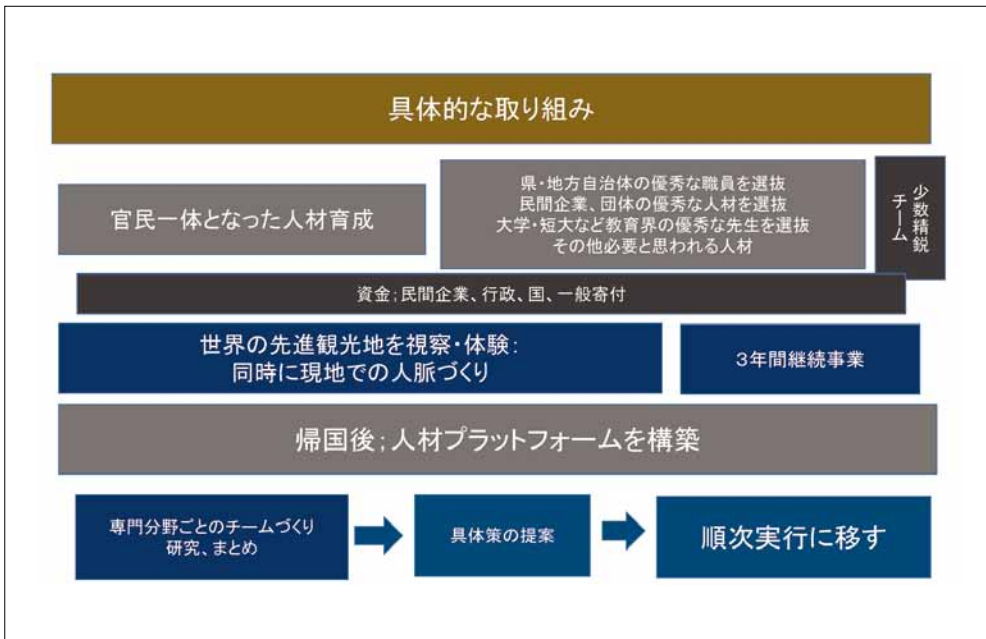 具体的な取り組み
官民一体となった人材育成
県・地方自治体の優秀な職員を選抜
民間企業、団体の優秀な人材を選抜
大学・短大など教育界の優秀な先生を選抜
その他必要と思われる人材
少数精鋭
チーム
資金;民間企業、行政、国、一般寄付
世界の先進観光地を視察・体験:
同時に現地での人脈づくり
3年間継続事業
帰国後;人材プラットフォームを構築
専門分野ごとのチームづくり
研究、まとめ
具体策の提案
順次実行に移す